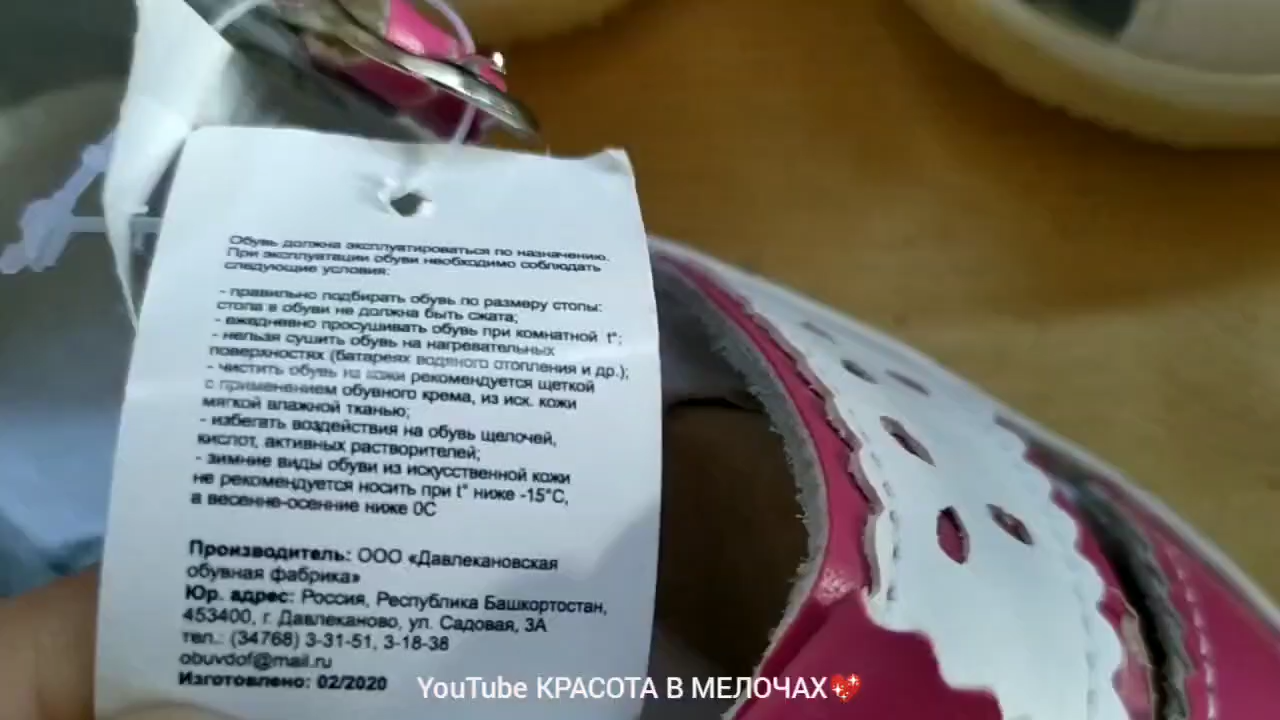 Обувь должна эксплуатироваться по назначению.
При эксплуатации обуви необходимо соблюдать
следующие условия:
- правильно подбирать обувь по размеру стопы:
стопа в обуви не должна быть сжата;
- ежедневно просушивать обувь при комнатной t°;
- нельзя сушить обувь на нагревательных
поверхностях (батареях водяного отопления и др.);
- чистить обувь из кожи рекомендуется щеткой
с применением обувного крема, из иск. кожи
мягкой влажной тканью;
- избегать воздействия на обувь щелочей,
кислот, активных растворителей;
- зимние виды обуви из искусственной кожи
не рекомендуется носить при t° ниже -15°С,
а весенне-осенние ниже 0С
Производитель: ООО «Давлекановская
обувная фабрика»
Юр. адрес: Россия, Республика Башкортостан,
453400, г. Давлеканово, ул. Садовая, 3А
тел.: (34768) 3-31-51, 3-18-38
obuvdof@mail.ru
Изготовлено: 02/2020
YouTube КРАСОТА В МЕЛОЧАХ💖